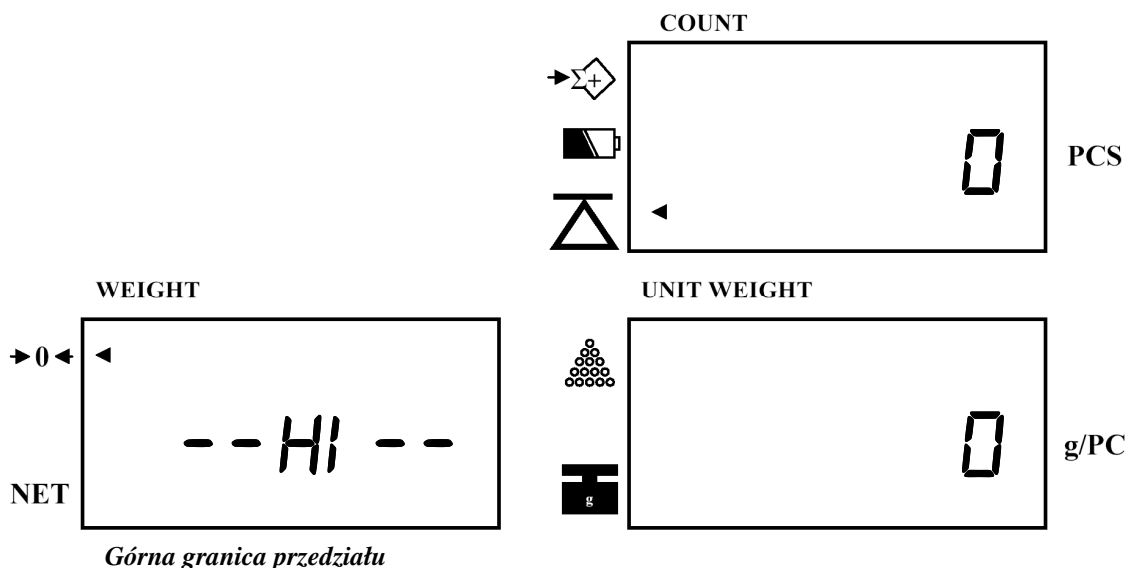 COUNT
Σ+
0
PCS
WEIGHT
UNIT WEIGHT
0
--HI --
NET
0
g/PC
g
Górna granica przedziału